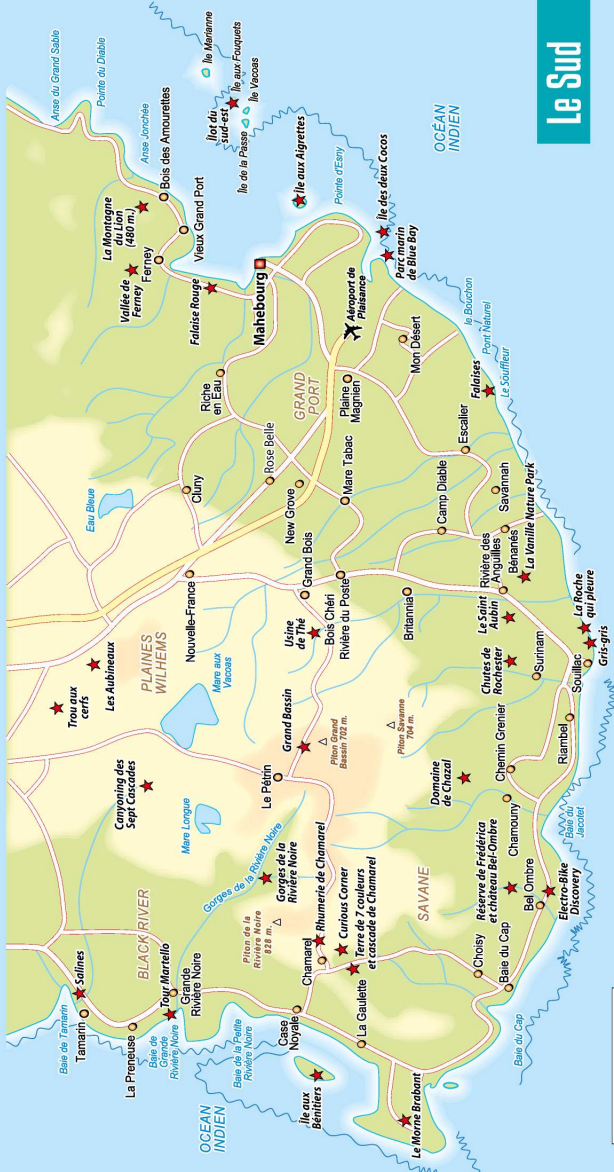 Le Sud
Anse du Grand Sable
Pointe du Diable
Anse Jonchée
Bois des Amourettes
La Montagne
du Lion
(480 m.)
Vieux Grand Port
Vallée de
Ferney
Ferney
Falaise Rouge
Île Marianne
Île aux Fouquets
Îlot du
sud-est
Île Vacoas
Île de la Passe
Île aux Aigrettes
Pointe d'Esny
OCÉAN
INDIEN
Île des deux Cocos
Parc marin
de Blue Bay
Mahebourg
Aéroport de
Plaisance
le Bouchon
Pont Naturel
Le Souffleur
Mon Désert
Falaises
Riche
en Eau
GRAND
PORT
Plaine
Magnien
Escalier
Rose Belle
Cluny
Eau Bleue
New Grove
Mare Tabac
Camp Diable
Savannah
Rivière des
Anguilles
Bénarès
La Vanille Nature Park
Nouvelle-France
Grand Bois
Bois Chéri
Rivière du Poste
Usine
de Thé
Britannia
Le Saint
Aubin
La Roche
qui pleure
Gris-gris
Souillac
Surinam
Chutes de
Rochester
PLAINES
WILHEMS
Les Aubineaux
Trou aux
cerfs
Mare aux
Vacoas
Grand Bassin
Piton Grand
Bassin 702 m.
Piton Savanne
704 m.
Le Pétrin
Canyoning des
Sept Cascades
Mare Longue
Domaine
de Chazal
Chemin Grenier
Riambel
Chamouny
Baie du
Jacotet
Gorges de la Rivière Noire
Gorges de la
Rivière Noire
Piton de la
Rivière Noire
828 m.
Rhumerie de Chamarel
Curious Corner
Chamarel
Terre de 7 couleurs
et cascade de Chamarel
SAVANE
Réserve de Frédérica
et château Bel-Ombre
Bel Ombre
Electro-Bike
Discovery
Choisy
Baie du Cap
Baie du Cap
BLACK RIVER
Salines
Baie de Tamarin
Tamarin
La Preneuse
Tour Martello
Grande
Rivière Noire
Baie de
Grande
Rivière Noire
Baie de la Petite
Rivière Noire
Case
Noyale
La Gaulette
Île aux
Bénitiers
Le Morne Brabant
OCÉAN
INDIEN